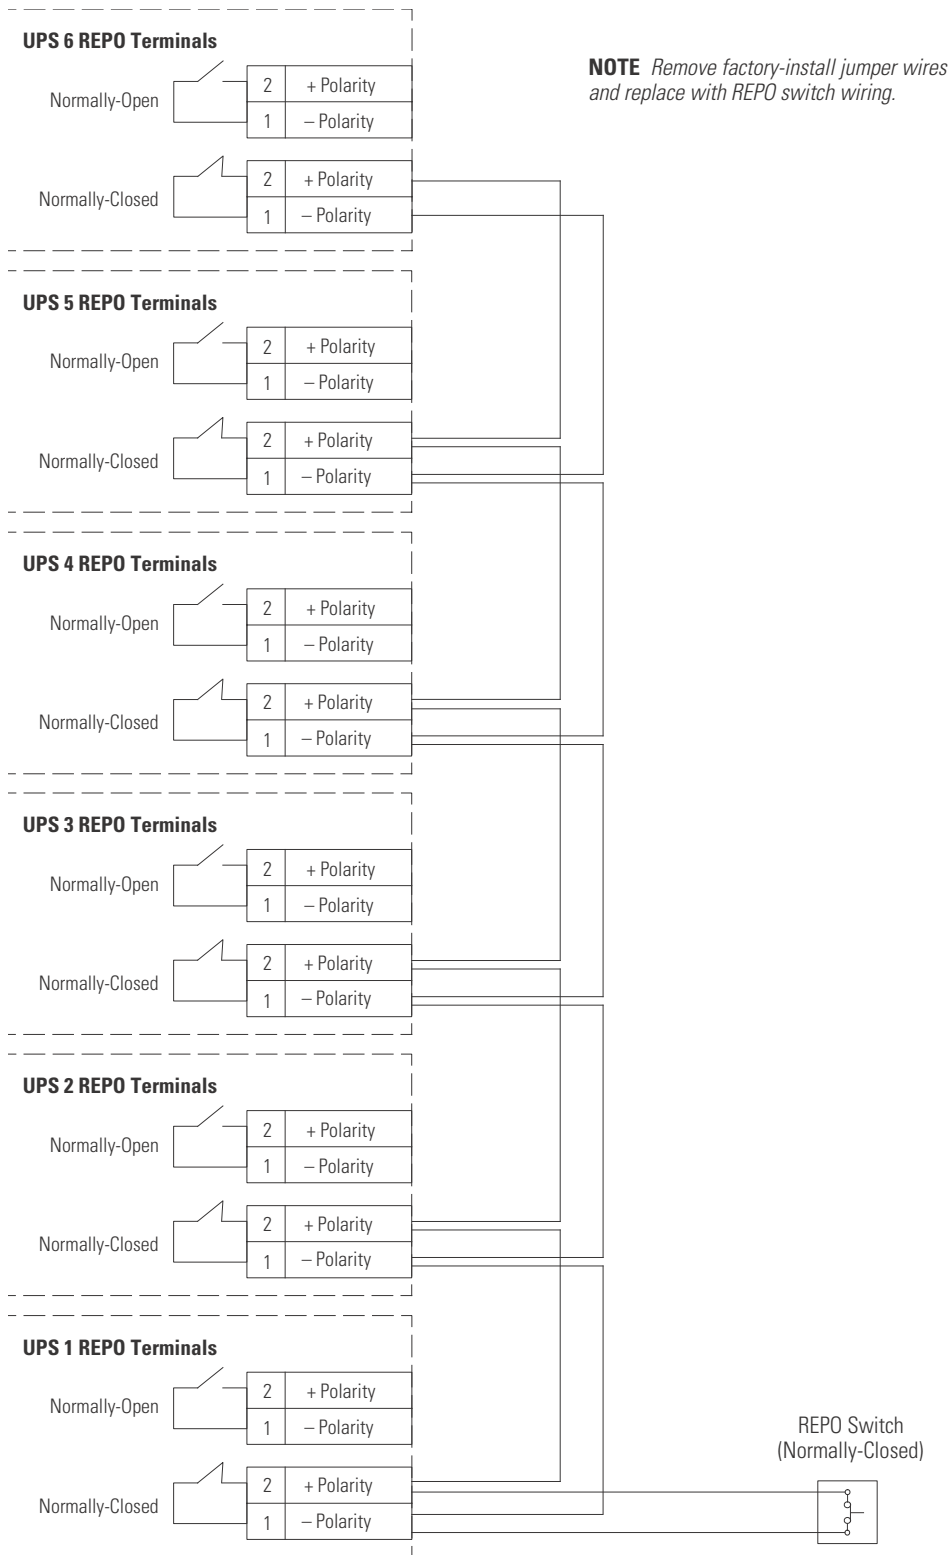 UPS 6 REPO Terminals
NOTE Remove factory-install jumper wires
and replace with REPO switch wiring.
Normally-Open
2 + Polarity
1 – Polarity
Normally-Closed
2 + Polarity
1 – Polarity
UPS 5 REPO Terminals
Normally-Open
2 + Polarity
1 – Polarity
Normally-Closed
2 + Polarity
1 – Polarity
UPS 4 REPO Terminals
Normally-Open
2 + Polarity
1 – Polarity
Normally-Closed
2 + Polarity
1 – Polarity
UPS 3 REPO Terminals
Normally-Open
2 + Polarity
1 – Polarity
Normally-Closed
2 + Polarity
1 – Polarity
UPS 2 REPO Terminals
Normally-Open
2 + Polarity
1 – Polarity
Normally-Closed
2 + Polarity
1 – Polarity
UPS 1 REPO Terminals
Normally-Open
2 + Polarity
1 – Polarity
REPO Switch
(Normally-Closed)
Normally-Closed
2 + Polarity
1 – Polarity